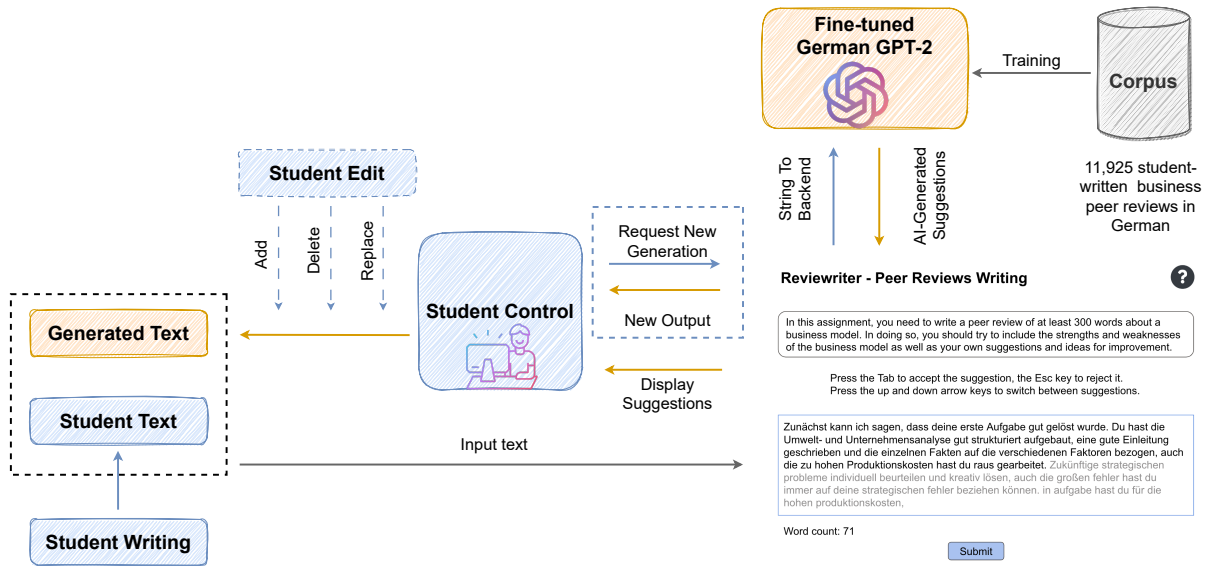 Fine-tuned
German GPT-2
Training
Corpus
11,925 student-
written business
peer reviews in
German
String To
Backend
AI-Generated
Suggestions
Student Edit
Add
Delete
Replace
Request New
Generation
New Output
Student Control
Display
Suggestions
Generated Text
Student Text
Input text
Student Writing
Reviewriter - Peer Reviews Writing
?
In this assignment, you need to write a peer review of at least 300 words about a
business model. In doing so, you should try to include the strengths and weaknesses
of the business model as well as your own suggestions and ideas for improvement.
Press the Tab to accept the suggestion, the Esc key to reject it.
Press the up and down arrow keys to switch between suggestions.
Zunächst kann ich sagen, dass deine erste Aufgabe gut gelöst wurde. Du hast die
Umwelt- und Unternehmensanalyse gut strukturiert aufgebaut, eine gute Einleitung
geschrieben und die einzelnen Fakten auf die verschiedenen Faktoren bezogen, auch
die zu hohen Produktionskosten hast du raus gearbeitet. Zukünftige strategischen
probleme individuell beurteilen und kreativ lösen, auch die großen fehler hast du
immer auf deine strategischen fehler beziehen können. in aufgabe hast du für die
hohen produktionskosten,
Word count: 71
Submit